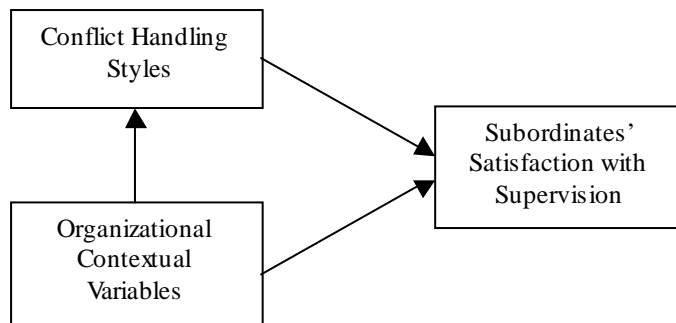 Conflict Handling
Styles
Subordinates’
Satisfaction with
Supervision
Organizational
Contextual
Variables